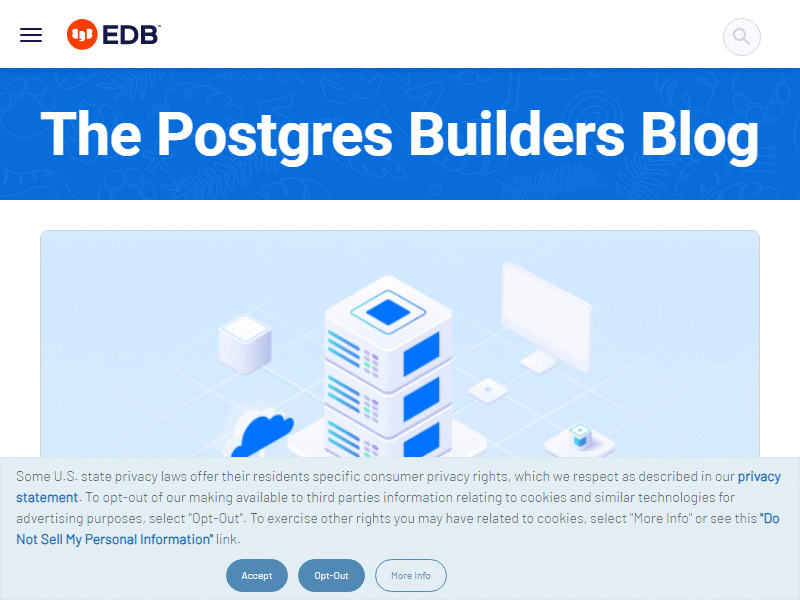 EDB™
The Postgres Builders Blog
Some U.S. state privacy laws offer their residents specific consumer privacy rights, which we respect as described in our privacy
statement. To opt-out of our making available to third parties information relating to cookies and similar technologies for
advertising purposes, select "Opt-Out". To exercise other rights you may have related to cookies, select "More Info" or see this "Do
Not Sell My Personal Information" link.
Accept
Opt-Out
More Info